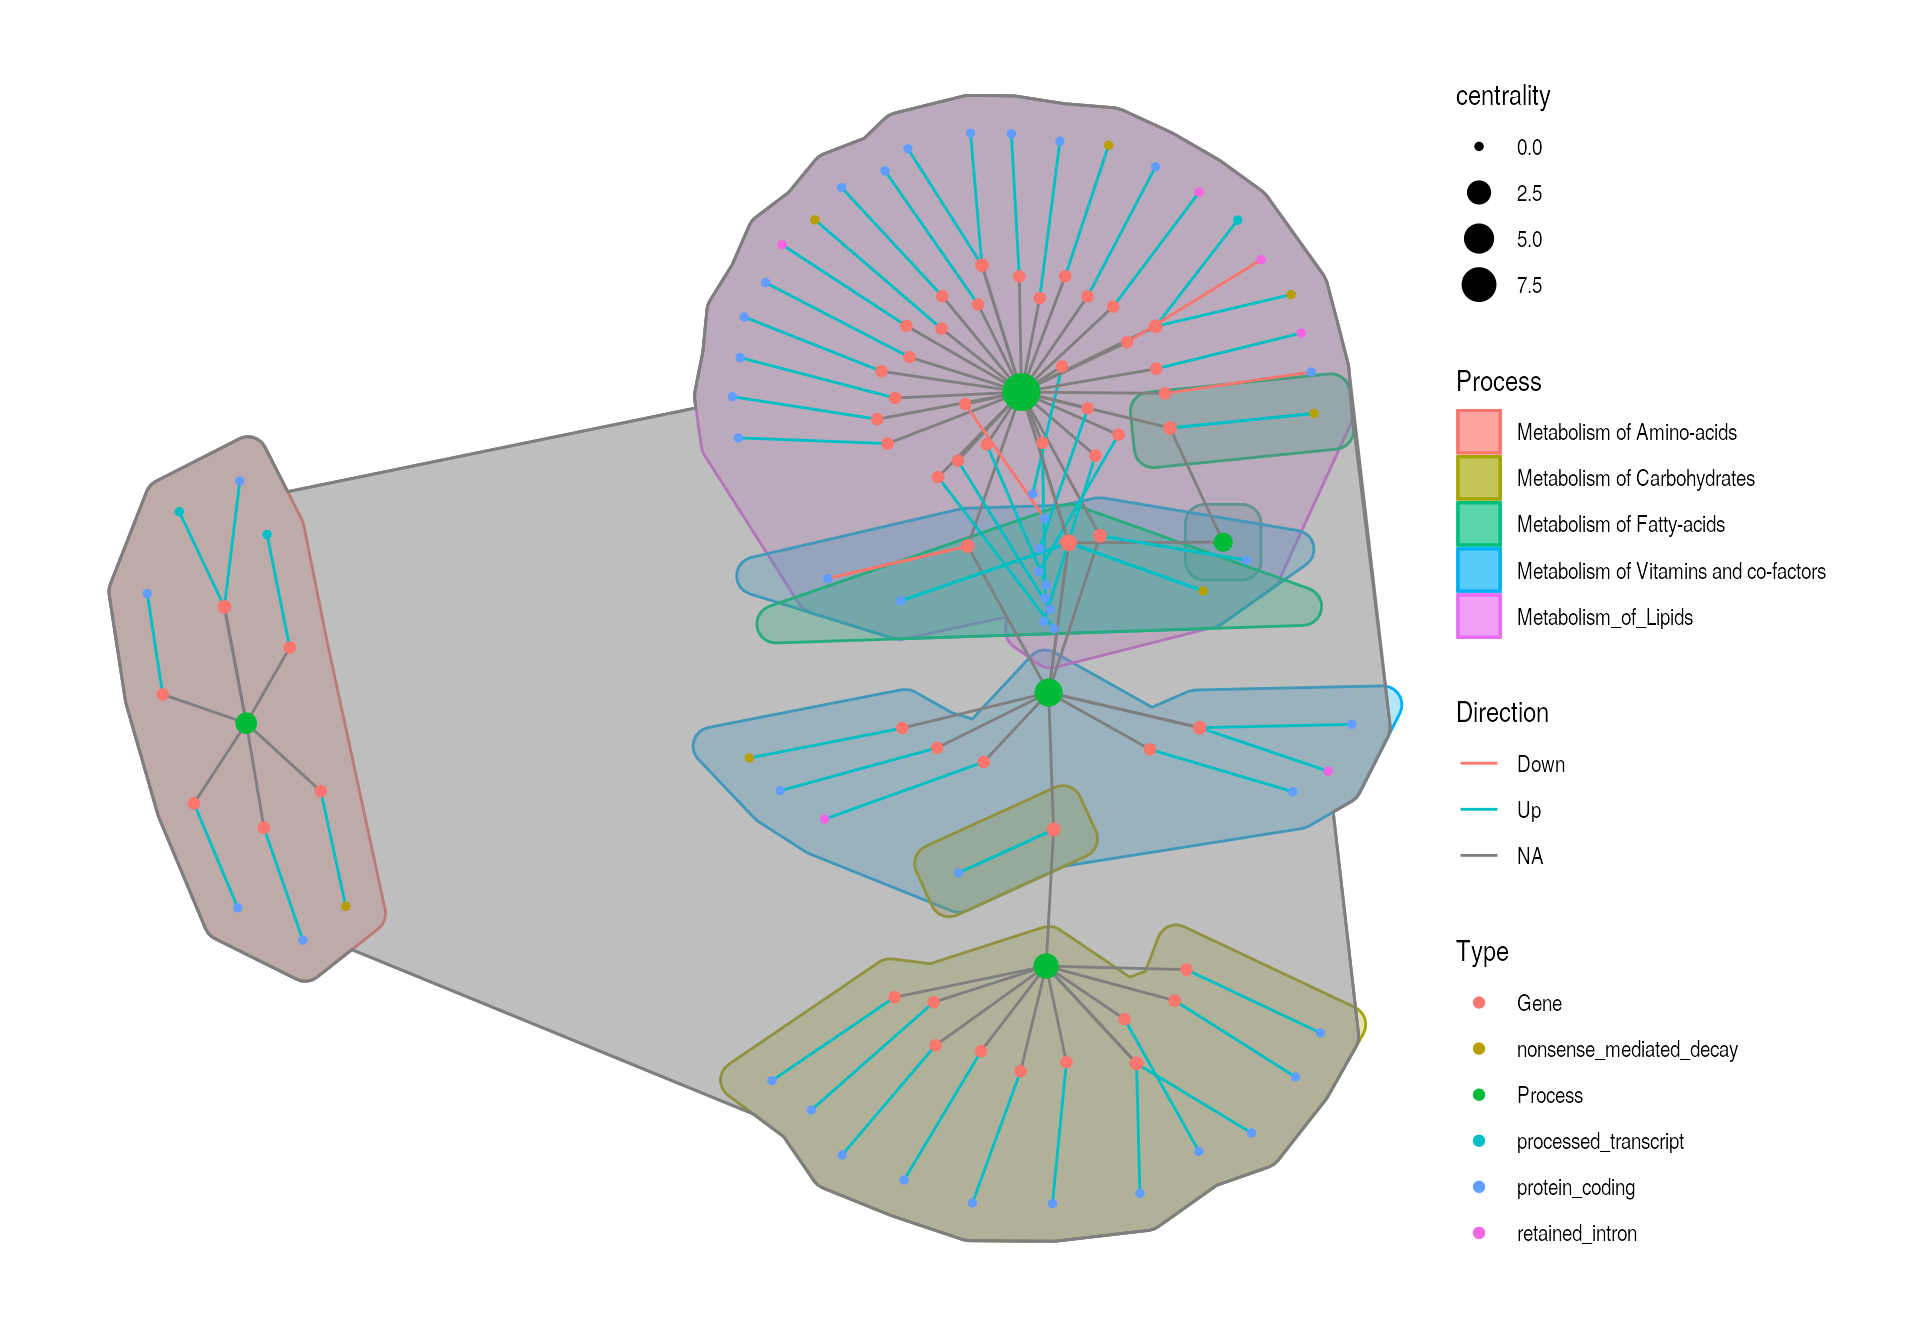 centrality
0.0
2.5
5.0
7.5
Process
Metabolism of Amino-acids
Metabolism of Carbohydrates
Metabolism of Fatty-acids
Metabolism of Vitamins and co-factors
Metabolism_of_Lipids
Direction
Down
Up
NA
Type
Gene
nonsense_mediated_decay
Process
processed_transcript
protein_coding
retained_intron